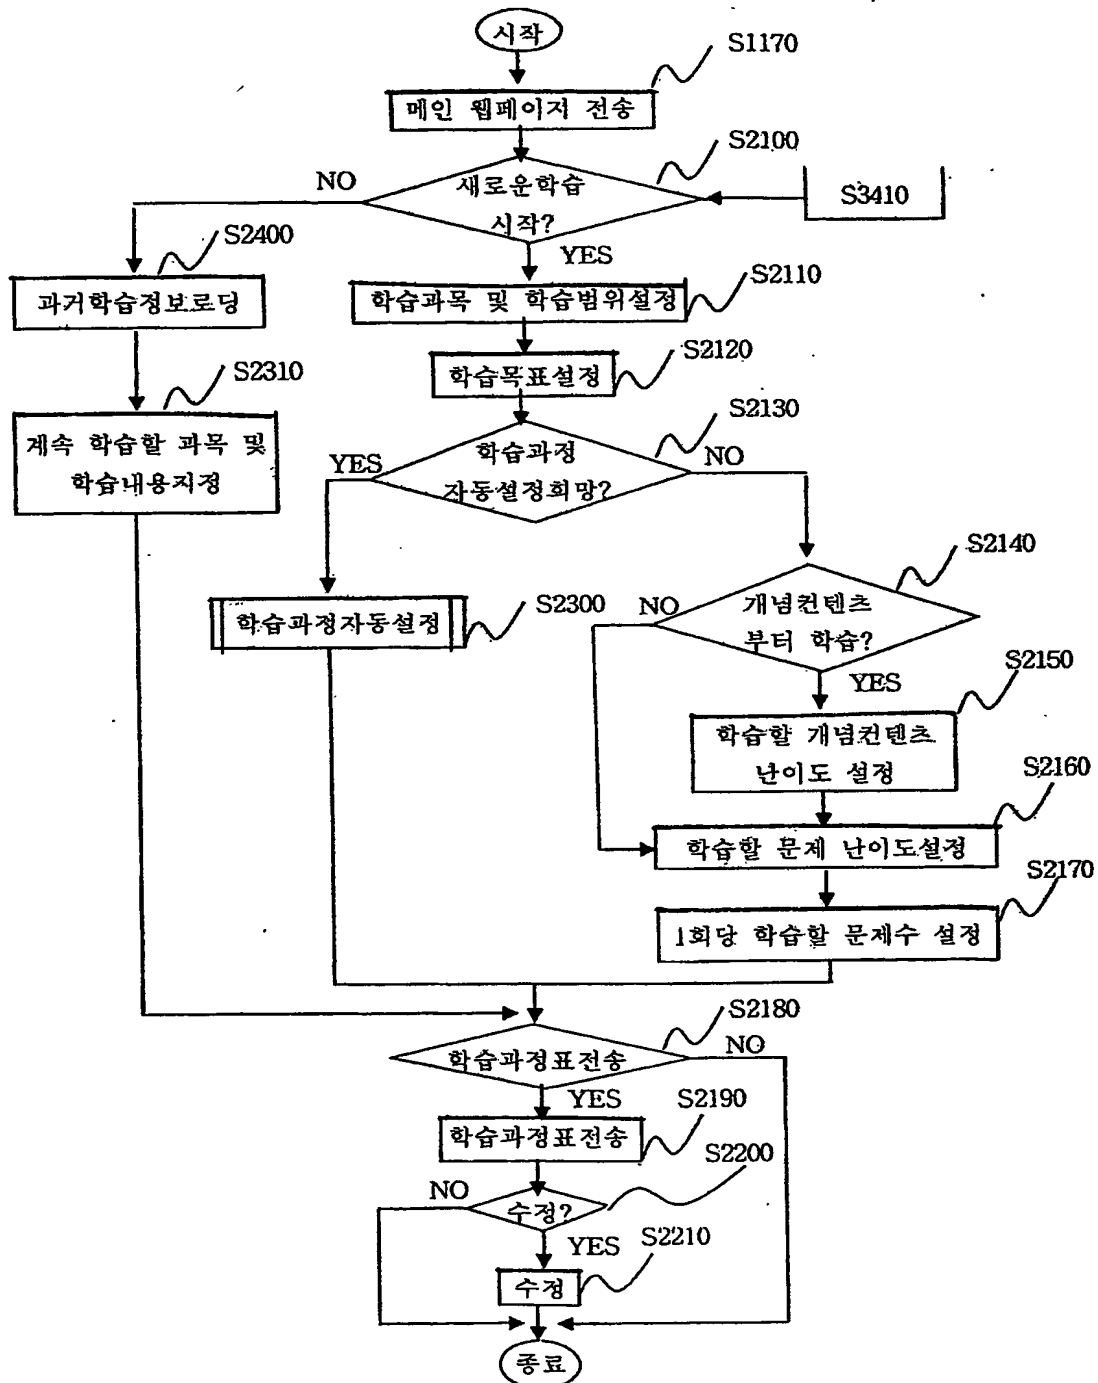 시작
S1170
메인 웹페이지 전송
S2100
NO
새로운학습
시작?
S3410
YES
S2400
과거학습정보로딩
S2110
학습과목 및 학습범위설정
S2120
학습목표설정
S2310
계속 학습할 과목 및
학습내용지정
S2130
YES
학습과정
자동설정희망?
NO
S2140
NO
개념컨텐츠
부터 학습?
YES
S2300
학습과정자동설정
S2150
학습할 개념컨텐츠
난이도 설정
S2160
학습할 문제 난이도설정
S2170
1회당 학습할 문제수 설정
S2180
학습과정표전송
NO
YES
S2190
학습과정표전송
S2200
NO
수정?
YES
S2210
수정
종료